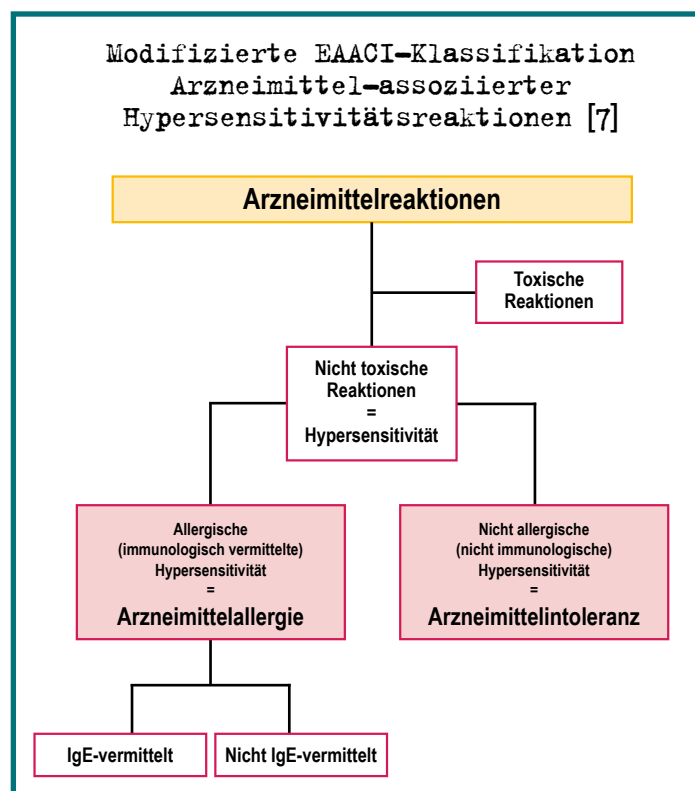 Modifizierte EAACI-Klassifikation
Arzneimittel-assoziierter
Hypersensitivitätsreaktionen [7]
Arzneimittelreaktionen
Toxische
Reaktionen
Nicht toxische
Reaktionen
=
Hypersensitivität
Allergische
(immunologisch vermittelte)
Hypersensitivität
=
Arzneimittelallergie
Nicht allergische
(nicht immunologische)
Hypersensitivität
=
Arzneimittelintoleranz
IgE-vermittelt
Nicht IgE-vermittelt